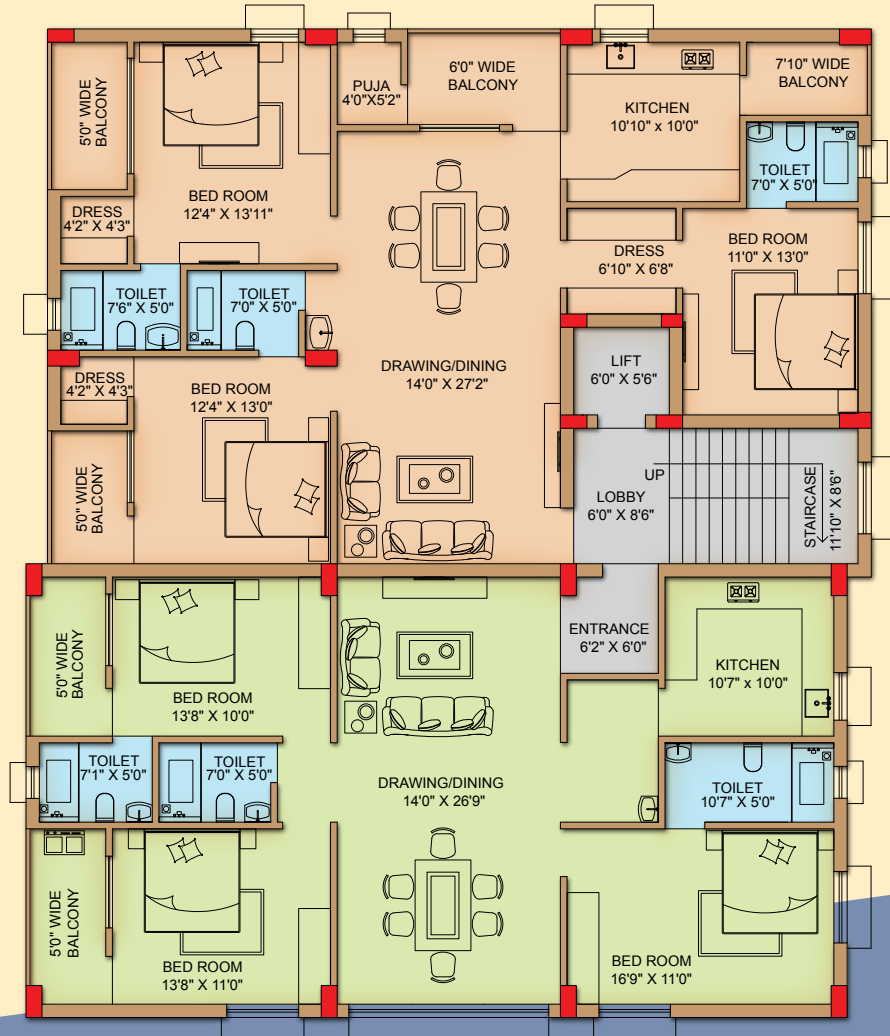 5'0" WIDE
BALCONY
BED ROOM
12'4" X 13'11"
DRESS
4'2" X 4'3"
PUJA
4'0"X5'2"
6'0" WIDE
BALCONY
KITCHEN
10'10" x 10'0"
7'10" WIDE
BALCONY
TOILET
7'0" X 5'0"
BED ROOM
11'0" X 13'0"
DRESS
6'10" X 6'8"
TOILET
7'6" X 5'0"
TOILET
7'0" X 5'0"
DRAWING/DINING
14'0" X 27'2"
LIFT
6'0" X 5'6"
DRESS
4'2" X 4'3"
BED ROOM
12'4" X 13'0"
5'0" WIDE
BALCONY
LOBBY
6'0" X 8'6"
UP
STAIRCASE
11'10" X 8'6"
ENTRANCE
6'2" X 6'0"
5'0" WIDE
BALCONY
BED ROOM
13'8" X 10'0"
KITCHEN
10'7" x 10'0"
TOILET
7'1" X 5'0"
TOILET
7'0" X 5'0"
DRAWING/DINING
14'0" X 26'9"
TOILET
10'7" X 5'0"
5'0" WIDE
BALCONY
BED ROOM
13'8" X 11'0"
BED ROOM
16'9" X 11'0"